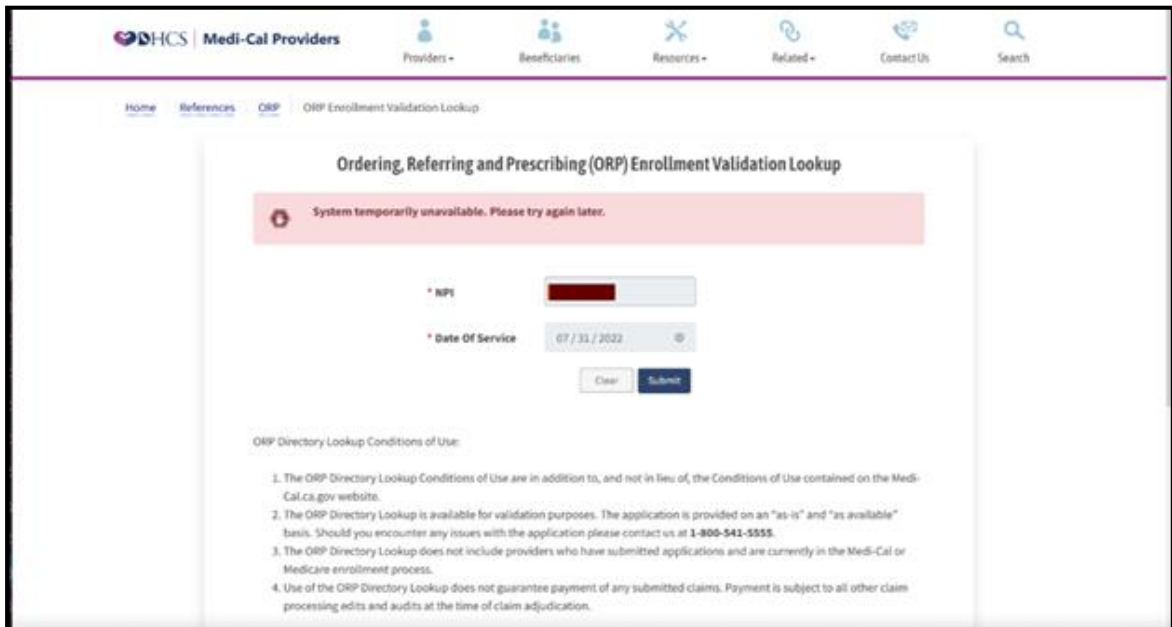 DHCS Medi-Cal Providers
Providers
Beneficiaries
Resources
Related
Contact Us
Search
Home References ORP ORP Enrollment Validation Lookup
Ordering, Referring and Prescribing (ORP) Enrollment Validation Lookup
System temporarily unavailable. Please try again later.
* NPI
* Date Of Service 07 / 31 / 2022
Clear Submit
ORP Directory Lookup Conditions of Use:
1. The ORP Directory Lookup Conditions of Use are in addition to, and not in lieu of, the Conditions of Use contained on the Medi-
Cal.ca.gov website.
2. The ORP Directory Lookup is available for validation purposes. The application is provided on an "as-is" and "as available"
basis. Should you encounter any issues with the application please contact us at 1-800-541-5555.
3. The ORP Directory Lookup does not include providers who have submitted applications and are currently in the Medi-Cal or
Medicare enrollment process.
4. Use of the ORP Directory Lookup does not guarantee payment of any submitted claims. Payment is subject to all other claim
processing edits and audits at the time of claim adjudication.